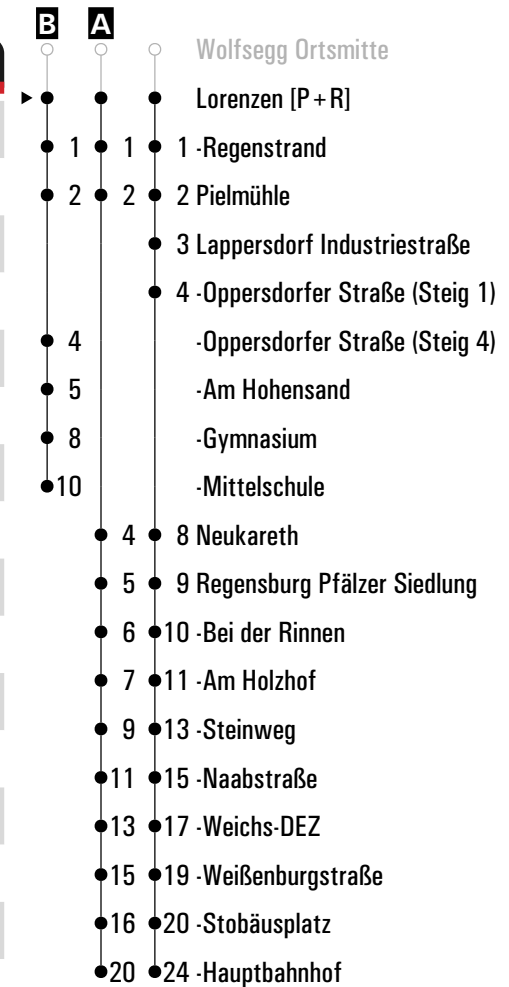 B A
Wolfsegg Ortsmitte
Lorenzen [P+R]
1 1 1 -Regenstrand
2 2 2 Pielmühle
3 Lappersdorf Industriestraße
4 -Oppersdorfer Straße (Steig 1)
4 -Oppersdorfer Straße (Steig 4)
5 -Am Hohensand
8 -Gymnasium
10 -Mittelschule
4 8 Neukareth
5 9 Regensburg Pfälzer Siedlung
6 10 -Bei der Rinnen
7 11 -Am Holzhof
9 13 -Steinweg
11 15 -Naabstraße
13 17 -Weichs-DEZ
15 19 -Weißenburgstraße
16 20 -Stobäusplatz
20 24 -Hauptbahnhof